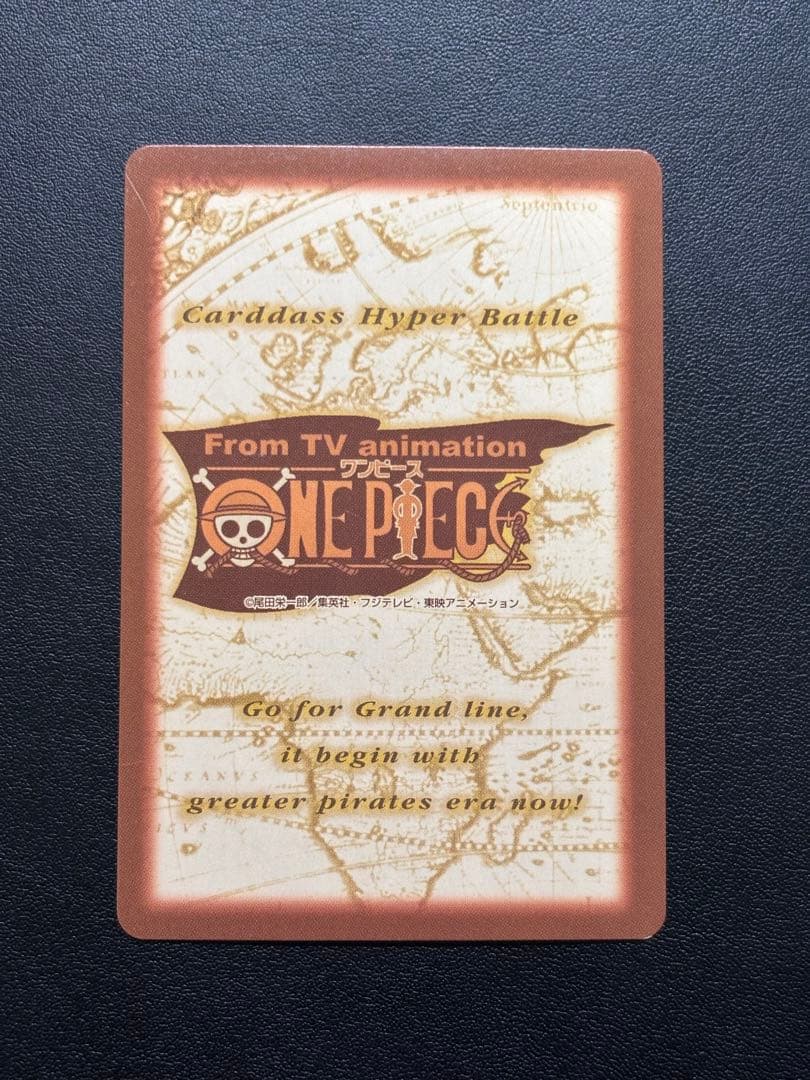 Septentrio
Carddass Hyper Battle
From TV animation
ワンピース
ONE PIECE
©尾田栄一郎／集英社・フジテレビ・東映アニメーション
Go for Grand line,
it begin with
OCEANUS
greater pirates era now!